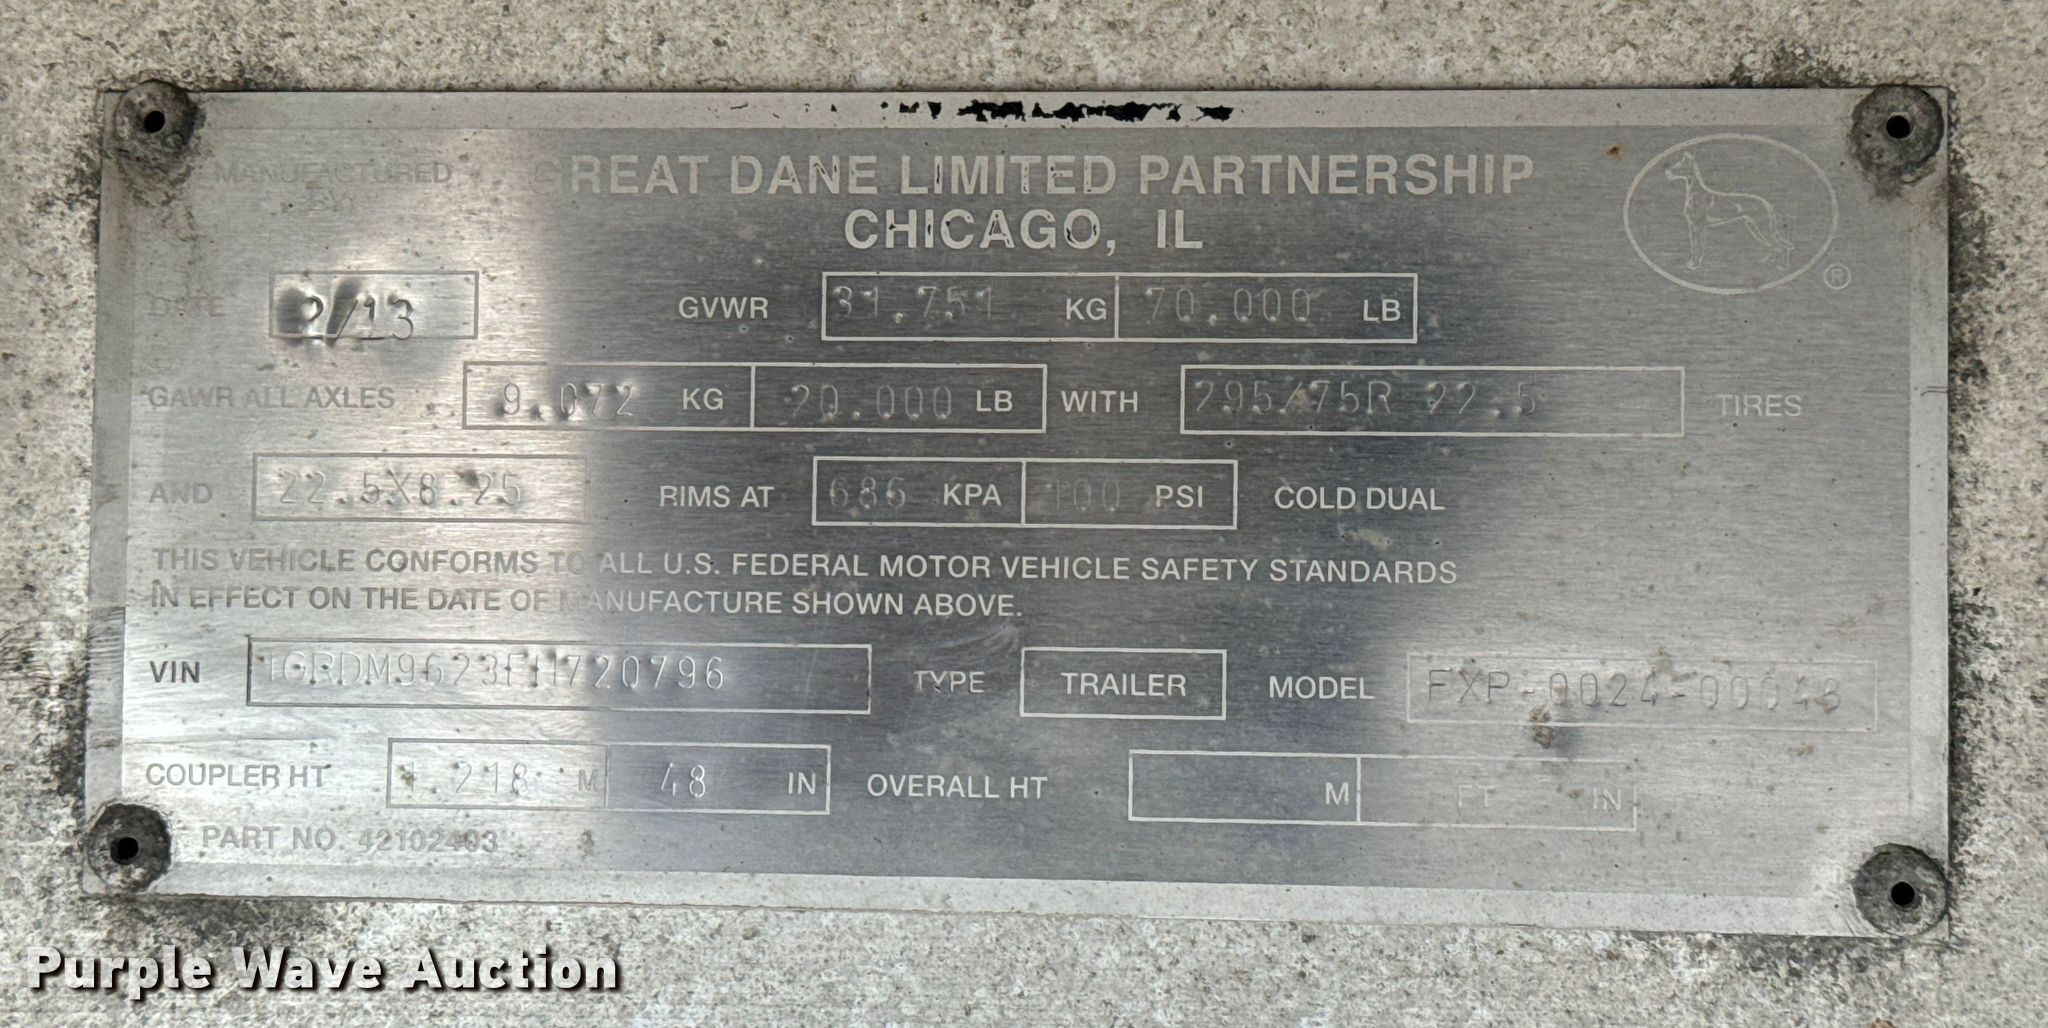 MANUFACTURED BY GREAT DANE LIMITED PARTNERSHIP
CHICAGO, IL
®
DATE 2/13 GVWR 31.751 KG 70.000 LB
GAWR ALL AXLES 9.072 KG 20.000 LB WITH 295/75R 22.5 TIRES
AND 22.5X8.25 RIMS AT 686 KPA 100 PSI COLD DUAL
THIS VEHICLE CONFORMS TO ALL U.S. FEDERAL MOTOR VEHICLE SAFETY STANDARDS
IN EFFECT ON THE DATE OF MANUFACTURE SHOWN ABOVE.
VIN 1GRDM9623EH720796 TYPE TRAILER MODEL FXP-0024-00048
COUPLER HT 1.218 M 48 IN OVERALL HT M FT IN
PART NO. 42102403
Purple Wave Auction